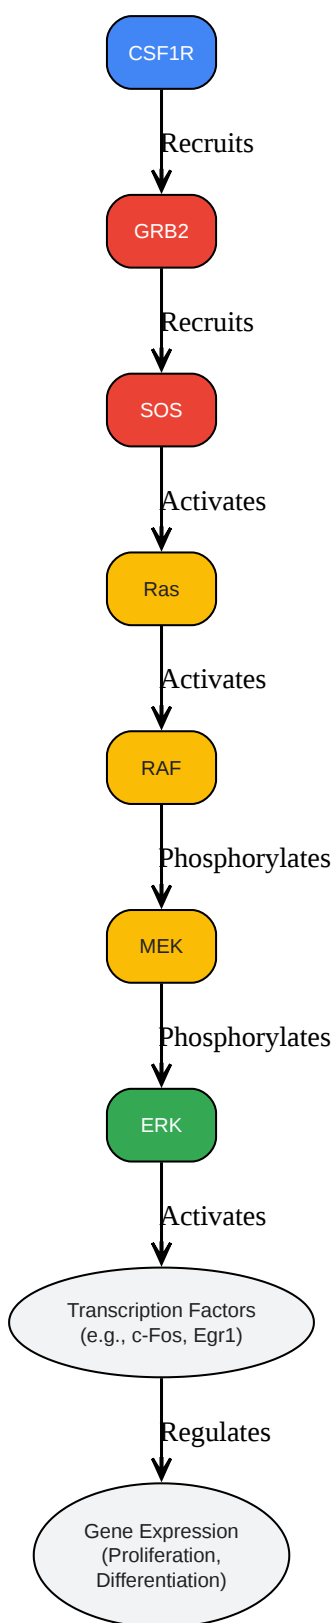 CSF1R
Recruits
GRB2
Recruits
SOS
Activates
Ras
Activates
RAF
Phosphorylates
MEK
Phosphorylates
ERK
Activates
Transcription Factors
(e.g., c-Fos, Egr1)
Regulates
Gene Expression
(Proliferation,
Differentiation)